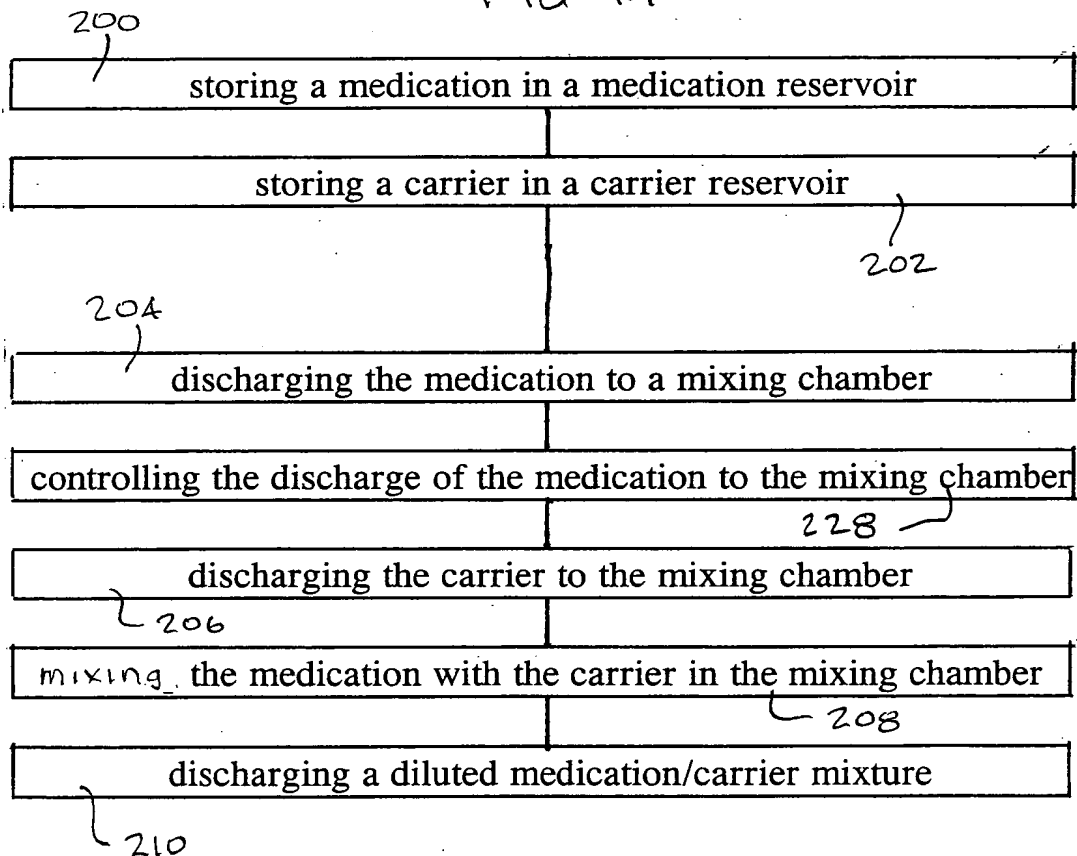 200
storing a medication in a medication reservoir
storing a carrier in a carrier reservoir
202
204
discharging the medication to a mixing chamber
controlling the discharge of the medication to the mixing chamber
228
discharging the carrier to the mixing chamber
206
mixing the medication with the carrier in the mixing chamber
208
discharging a diluted medication/carrier mixture
210